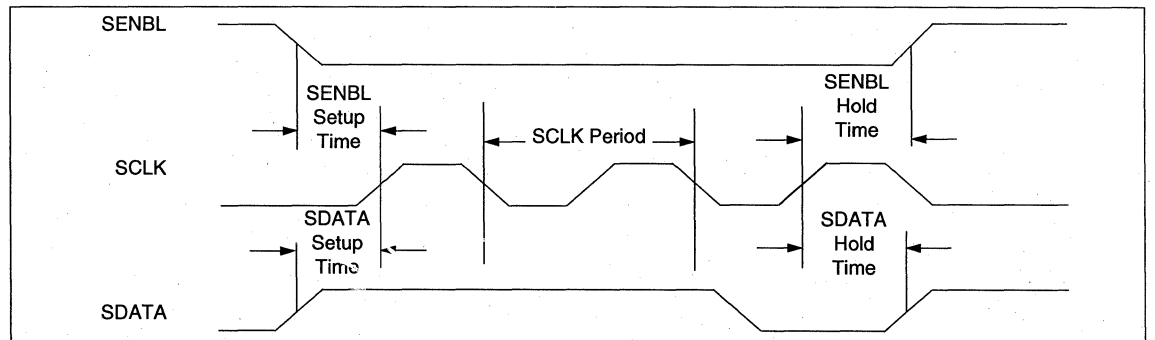 SENBL
SENBL
Setup
Time
SENBL
Hold
Time
SCLK Period
SCLK
SDATA
Setup
Time
SDATA
Hold
Time
SDATA